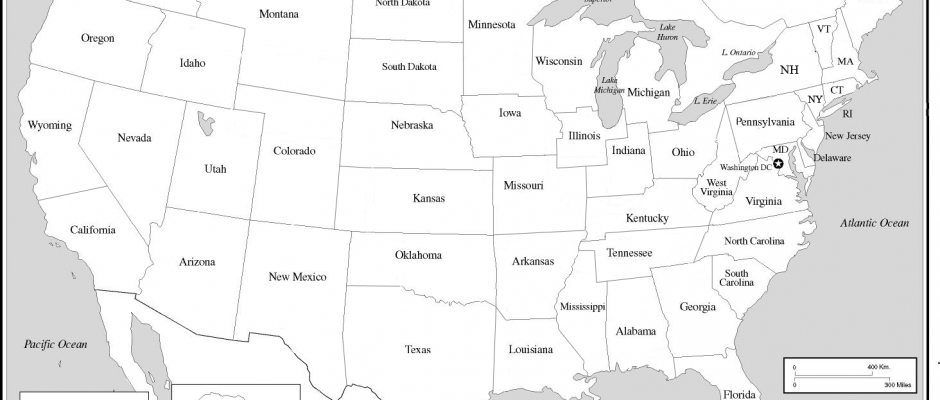 North Dakota
Montana
Minnesota
Superior
VT
Oregon
Lake
Huron
L. Ontario
Idaho
South Dakota
Wisconsin
MA
NH
Lake
Michigan
Michigan
CT
NY
L. Erie
Iowa
RI
Wyoming
Nebraska
Pennsylvania
Nevada
Illinois
New Jersey
Colorado
Indiana
Ohio
MD
Delaware
Utah
Washington DC
Missouri
West
Virginia
Kansas
Virginia
Kentucky
Atlantic Ocean
California
North Carolina
Oklahoma
Tennessee
Arizona
Arkansas
New Mexico
South
Carolina
Mississippi
Georgia
Alabama
Pacific Ocean
Texas
Louisiana
0 400 Km.
0 300 Miles
Florida